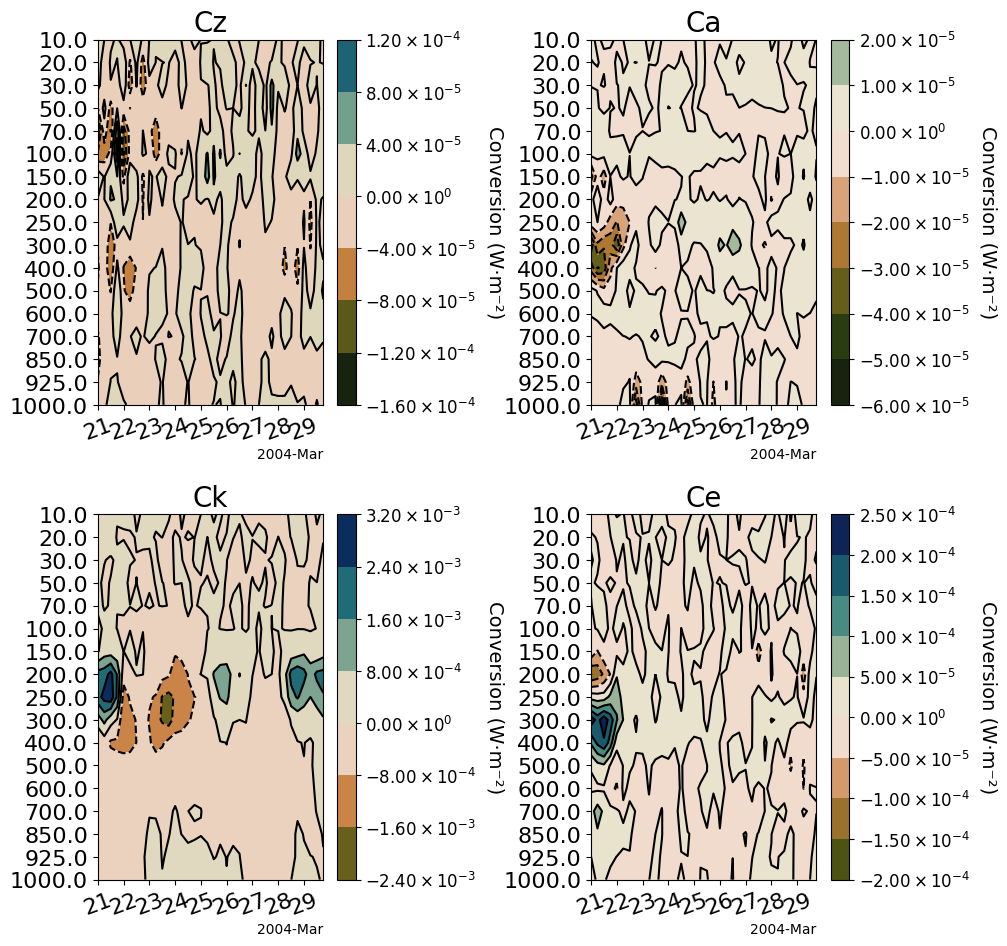 Cz
10.0
20.0
30.0
50.0
70.0
100.0
150.0
200.0
250.0
300.0
400.0
500.0
700.0
850.0
925.0
1000.0
21 22 23 24 25 26 27 28 29
2004-Mar
1.20 × 10⁻⁴
8.00 × 10⁻⁵
4.00 × 10⁻⁵
0.00 × 10⁰
−4.00 × 10⁻⁵
−8.00 × 10⁻⁵
−1.20 × 10⁻⁴
−1.60 × 10⁻⁴
Conversion (W·m⁻²)
Ca
10.0
20.0
30.0
50.0
70.0
100.0
150.0
200.0
250.0
300.0
400.0
500.0
700.0
850.0
925.0
1000.0
21 22 23 24 25 26 27 28 29
2004-Mar
2.00 × 10⁻⁵
1.00 × 10⁻⁵
0.00 × 10⁰
−1.00 × 10⁻⁵
−2.00 × 10⁻⁵
−3.00 × 10⁻⁵
−4.00 × 10⁻⁵
−5.00 × 10⁻⁵
−6.00 × 10⁻⁵
Conversion (W·m⁻²)
Ck
10.0
20.0
30.0
50.0
70.0
100.0
150.0
200.0
250.0
300.0
400.0
500.0
700.0
850.0
925.0
1000.0
21 22 23 24 25 26 27 28 29
2004-Mar
3.20 × 10⁻³
2.40 × 10⁻³
1.60 × 10⁻³
8.00 × 10⁻⁴
0.00 × 10⁰
−8.00 × 10⁻⁴
−1.60 × 10⁻³
−2.40 × 10⁻³
Conversion (W·m⁻²)
Ce
10.0
20.0
30.0
50.0
70.0
100.0
150.0
200.0
250.0
300.0
400.0
500.0
700.0
850.0
925.0
1000.0
21 22 23 24 25 26 27 28 29
2004-Mar
2.50 × 10⁻⁴
2.00 × 10⁻⁴
1.50 × 10⁻⁴
1.00 × 10⁻⁴
5.00 × 10⁻⁵
0.00 × 10⁰
−5.00 × 10⁻⁵
−1.00 × 10⁻⁴
−1.50 × 10⁻⁴
−2.00 × 10⁻⁴
Conversion (W·m⁻²)